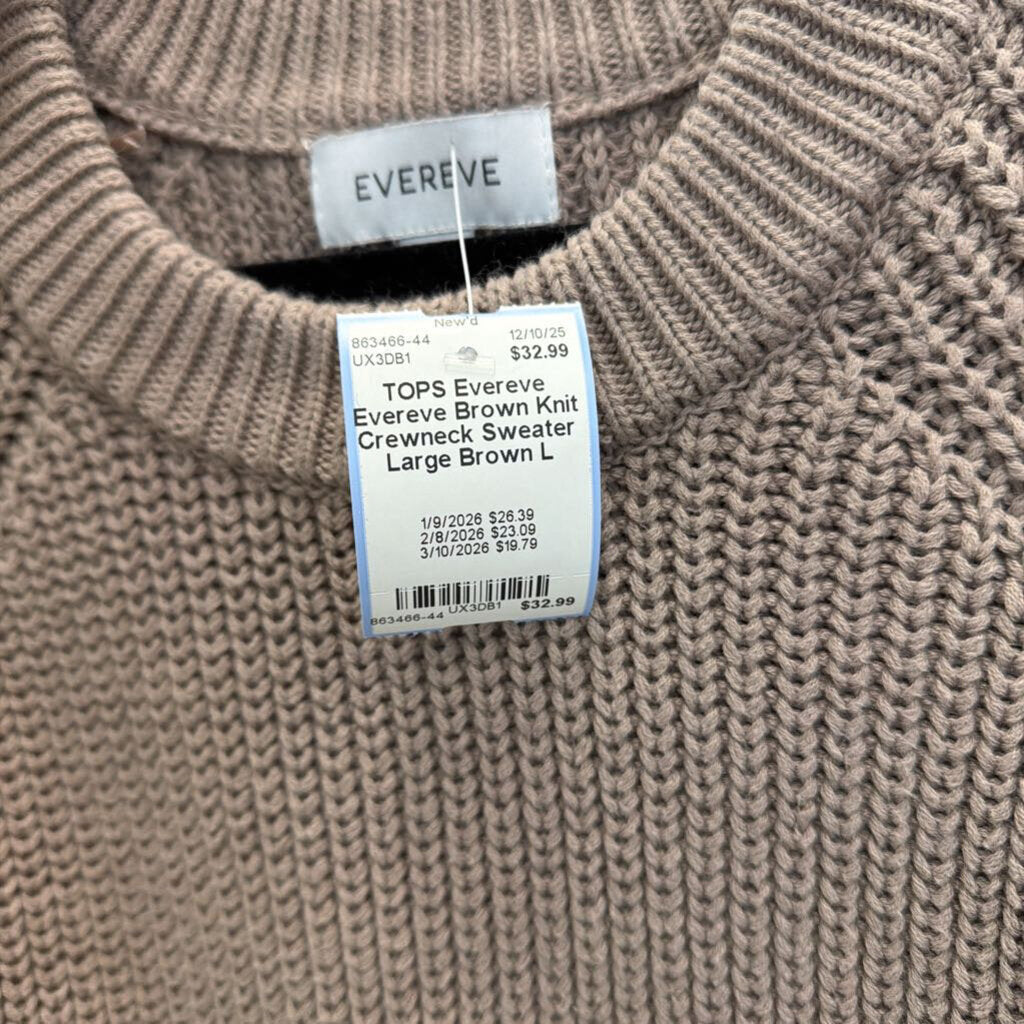 EVEREVE
New'd
863466-44 12/10/25
UX3DB1 $32.99
TOPS Evereve
Evereve Brown Knit
Crewneck Sweater
Large Brown L
1/9/2026 $26.39
2/8/2026 $23.09
3/10/2026 $19.79
863466-44 UX3DB1 $32.99